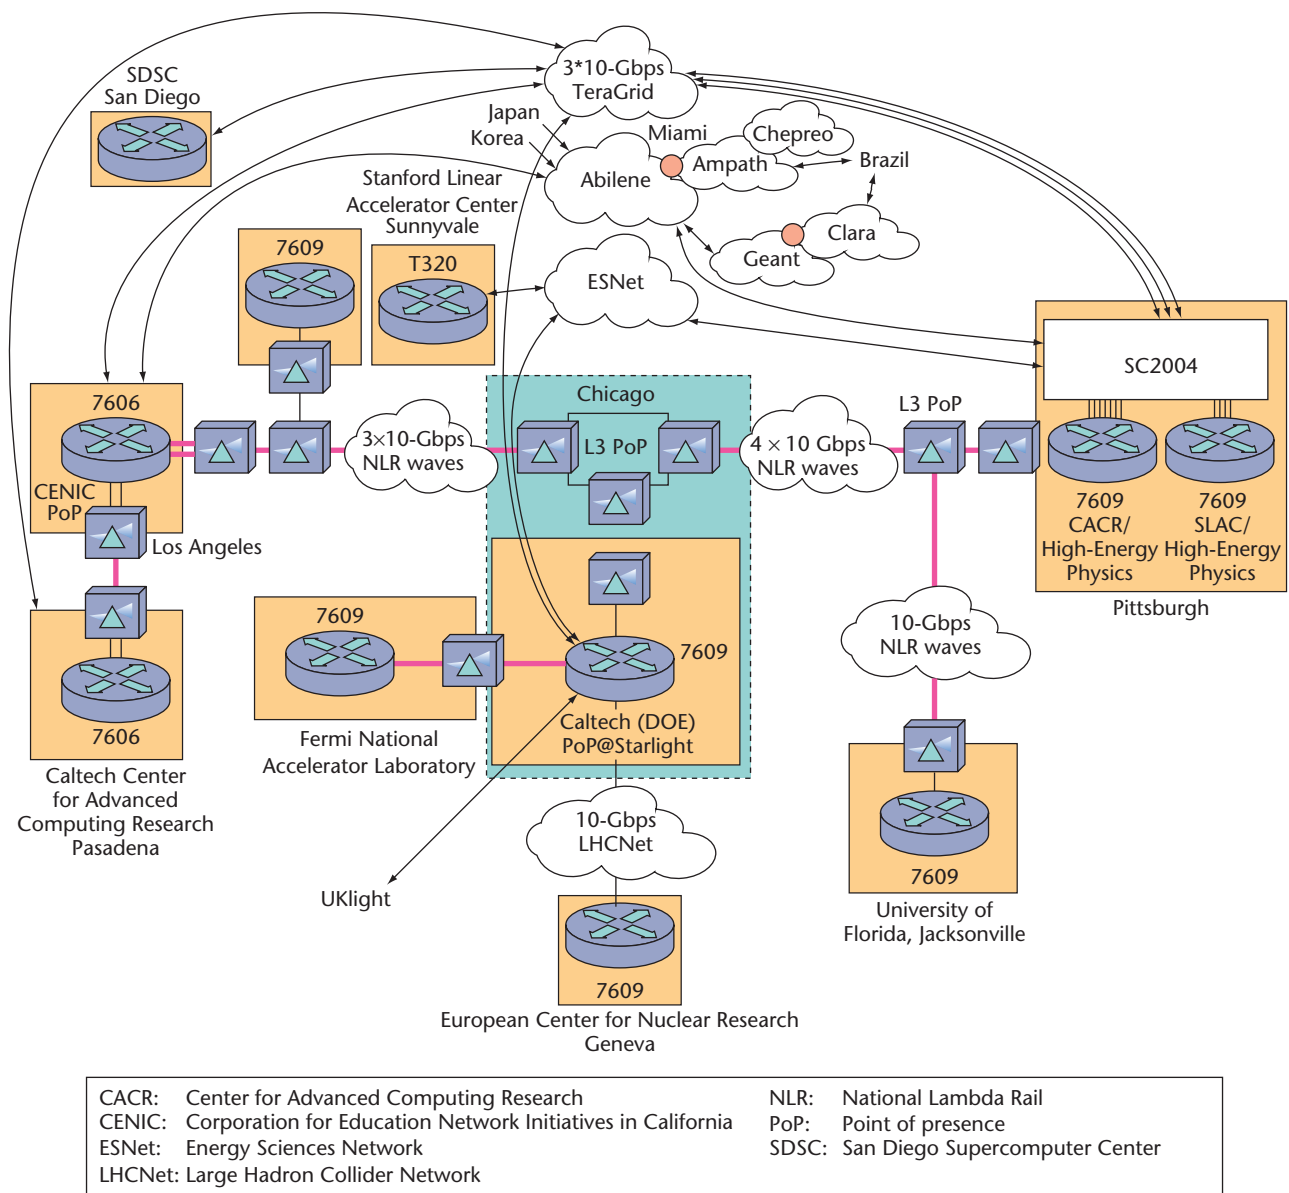 3*10-Gbps
TeraGrid
SDSC
San Diego
Japan
Korea
Miami
Chepreo
Ampath
Brazil
Abilene
Stanford Linear
Accelerator Center
Sunnyvale
Clara
Geant
7609
T320
ESNet
SC2004
Chicago
7606
L3 PoP
3×10-Gbps
NLR waves
L3 PoP
4 × 10 Gbps
NLR waves
CENIC
PoP
Los Angeles
7609
CACR/
High-Energy
Physics
7609
SLAC/
High-Energy
Physics
Pittsburgh
7609
7609
10-Gbps
NLR waves
Caltech (DOE)
PoP@Starlight
Fermi National
Accelerator Laboratory
7606
Caltech Center
for Advanced
Computing Research
Pasadena
10-Gbps
LHCNet
UKlight
7609
University of
Florida, Jacksonville
7609
European Center for Nuclear Research
Geneva
CACR: Center for Advanced Computing Research
CENIC: Corporation for Education Network Initiatives in California
ESNet: Energy Sciences Network
LHCNet: Large Hadron Collider Network
NLR: National Lambda Rail
PoP: Point of presence
SDSC: San Diego Supercomputer Center